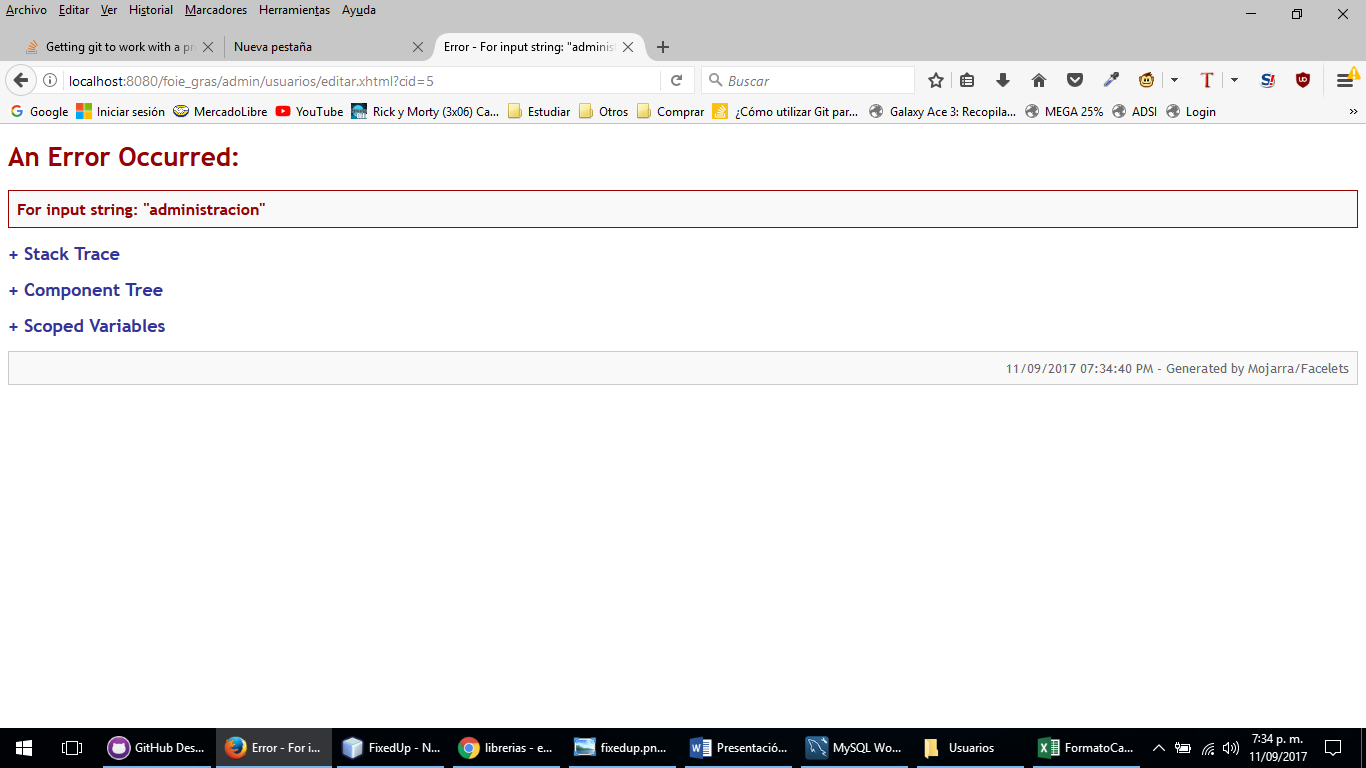 Archivo Editar Ver Historial Marcadores Herramientas Ayuda
Getting git to work with a pr
Nueva pestaña
Error - For input string: "adminis
localhost:8080/foie_gras/admin/usuarios/editar.xhtml?cid=5
Buscar
Google Iniciar sesión MercadoLibre YouTube Rick y Morty (3x06) Ca... Estudiar Otros Comprar ¿Cómo utilizar Git par... Galaxy Ace 3: Recopila... MEGA 25% ADSI Login »
An Error Occurred:
For input string: "administracion"
+ Stack Trace
+ Component Tree
+ Scoped Variables
11/09/2017 07:34:40 PM - Generated by Mojarra/Facelets
GitHub Des... Error - For i... FixedUp - N... librerias - e... fixedup.pn... Presentació... MySQL Wo... Usuarios FormatoCa...
7:34 p. m.
11/09/2017